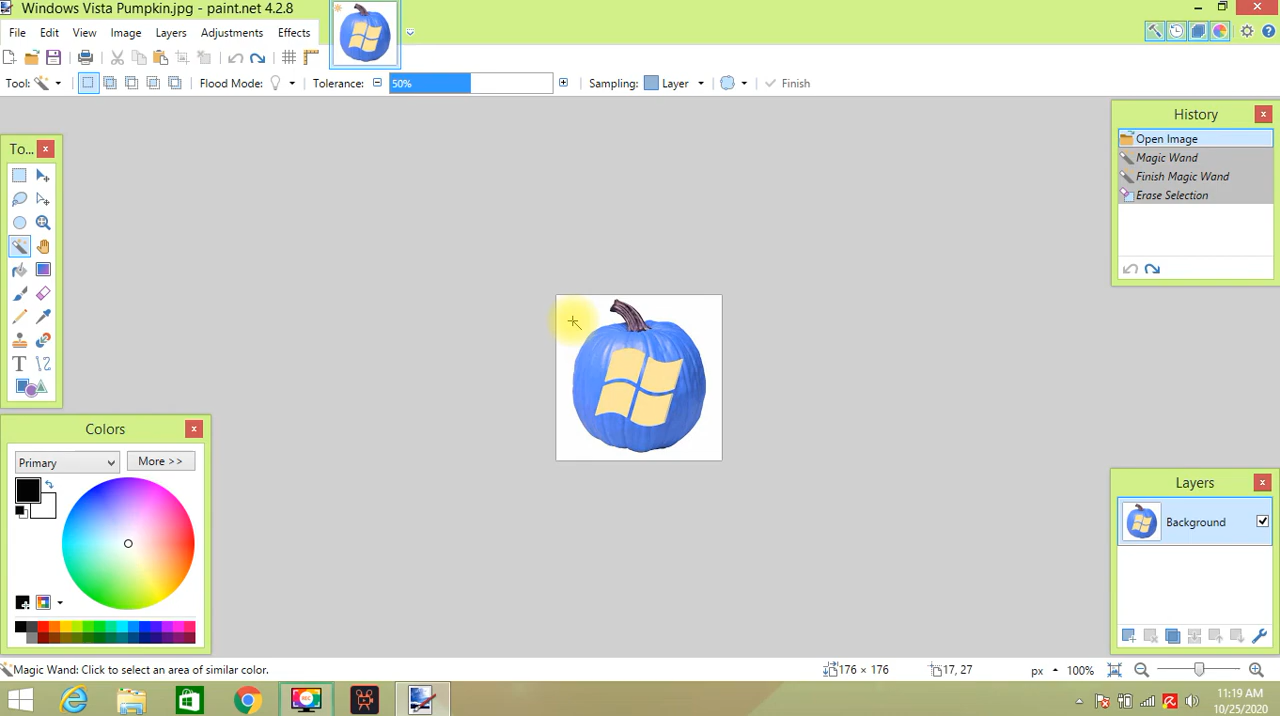 Windows Vista Pumpkin.jpg - paint.net 4.2.8
File Edit View Image Layers Adjustments Effects
Tool: Flood Mode: Tolerance: 50% Sampling: Layer Finish
To...
History
Open Image
Magic Wand
Finish Magic Wand
Erase Selection
Colors
Primary More >>
Layers
Background
Magic Wand: Click to select an area of similar color. 176 × 176 17, 27 px 100%
11:19 AM
10/25/2020